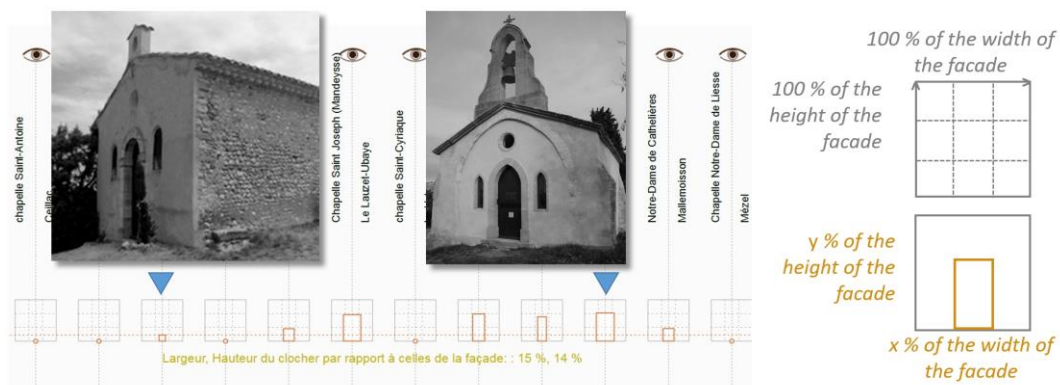 chapelle Saint-Antoine
Ceillac
Chapelle Saint Joseph (Mandeysse)
Le Lauzet-Ubaye
chapelle Saint-Cyriaque
Notre-Dame de Cathelières
Mallemoisson
Chapelle Notre-Dame de Liesse
Mézel
Largeur, Hauteur du clocher par rapport à celles de la façade: : 15 %, 14 %
100 % of the width of
the facade
100 % of the
height of the
facade
y % of the
height of the
facade
x % of the width of
the facade